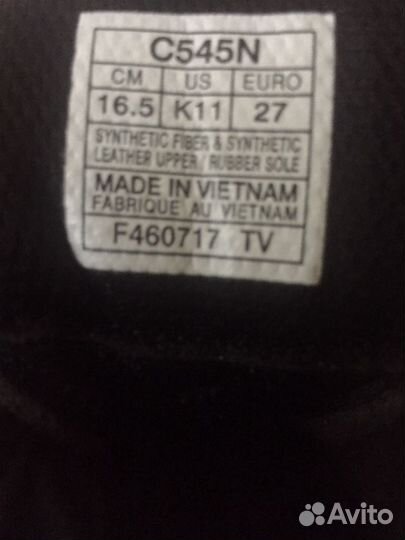 C545N
CM US EURO
16.5 K11 27
SYNTHETIC FIBER & SYNTHETIC
LEATHER UPPER / RUBBER SOLE
MADE IN VIETNAM
FABRIQUE AU VIETNAM
F460717 TV
Avito